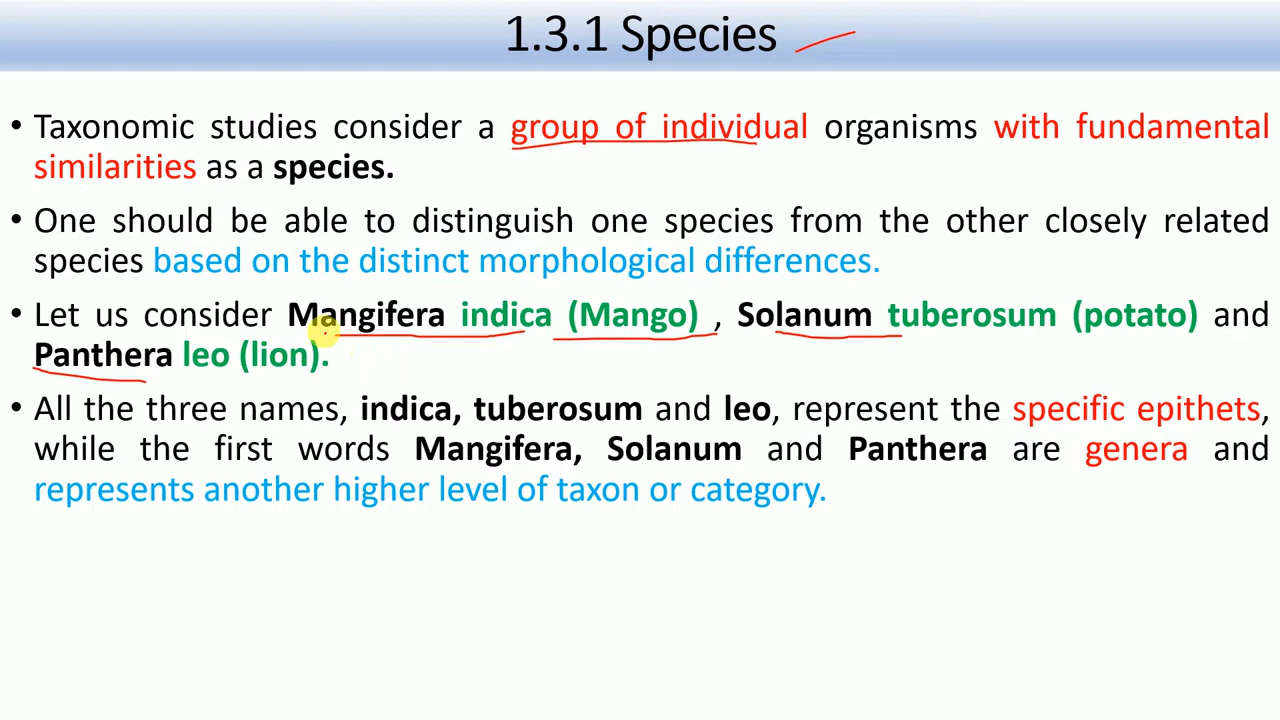 1.3.1 Species
• Taxonomic studies consider a group of individual organisms with fundamental
similarities as a species.
• One should be able to distinguish one species from the other closely related
species based on the distinct morphological differences.
• Let us consider Mangifera indica (Mango) , Solanum tuberosum (potato) and
Panthera leo (lion).
• All the three names, indica, tuberosum and leo, represent the specific epithets,
while the first words Mangifera, Solanum and Panthera are genera and
represents another higher level of taxon or category.